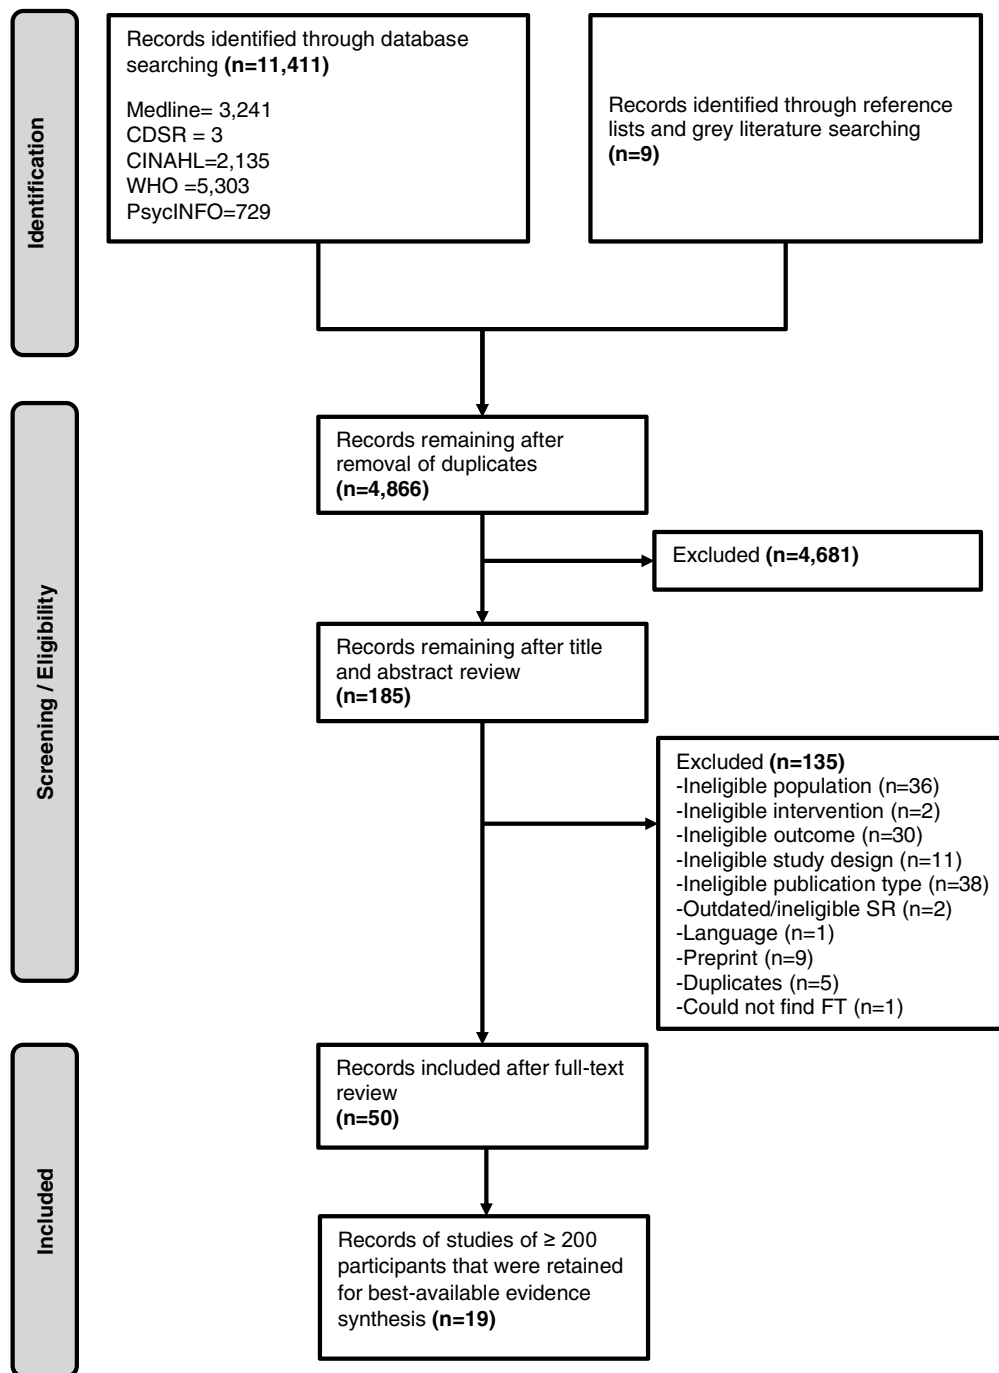 Identification
Records identified through database
searching (n=11,411)
Medline= 3,241
CDSR = 3
CINAHL=2,135
WHO =5,303
PsycINFO=729
Records identified through reference
lists and grey literature searching
(n=9)
Screening / Eligibility
Records remaining after
removal of duplicates
(n=4,866)
Excluded (n=4,681)
Records remaining after title
and abstract review
(n=185)
Excluded (n=135)
-Ineligible population (n=36)
-Ineligible intervention (n=2)
-Ineligible outcome (n=30)
-Ineligible study design (n=11)
-Ineligible publication type (n=38)
-Outdated/ineligible SR (n=2)
-Language (n=1)
-Preprint (n=9)
-Duplicates (n=5)
-Could not find FT (n=1)
Included
Records included after full-text
review
(n=50)
Records of studies of ≥ 200
participants that were retained
for best-available evidence
synthesis (n=19)